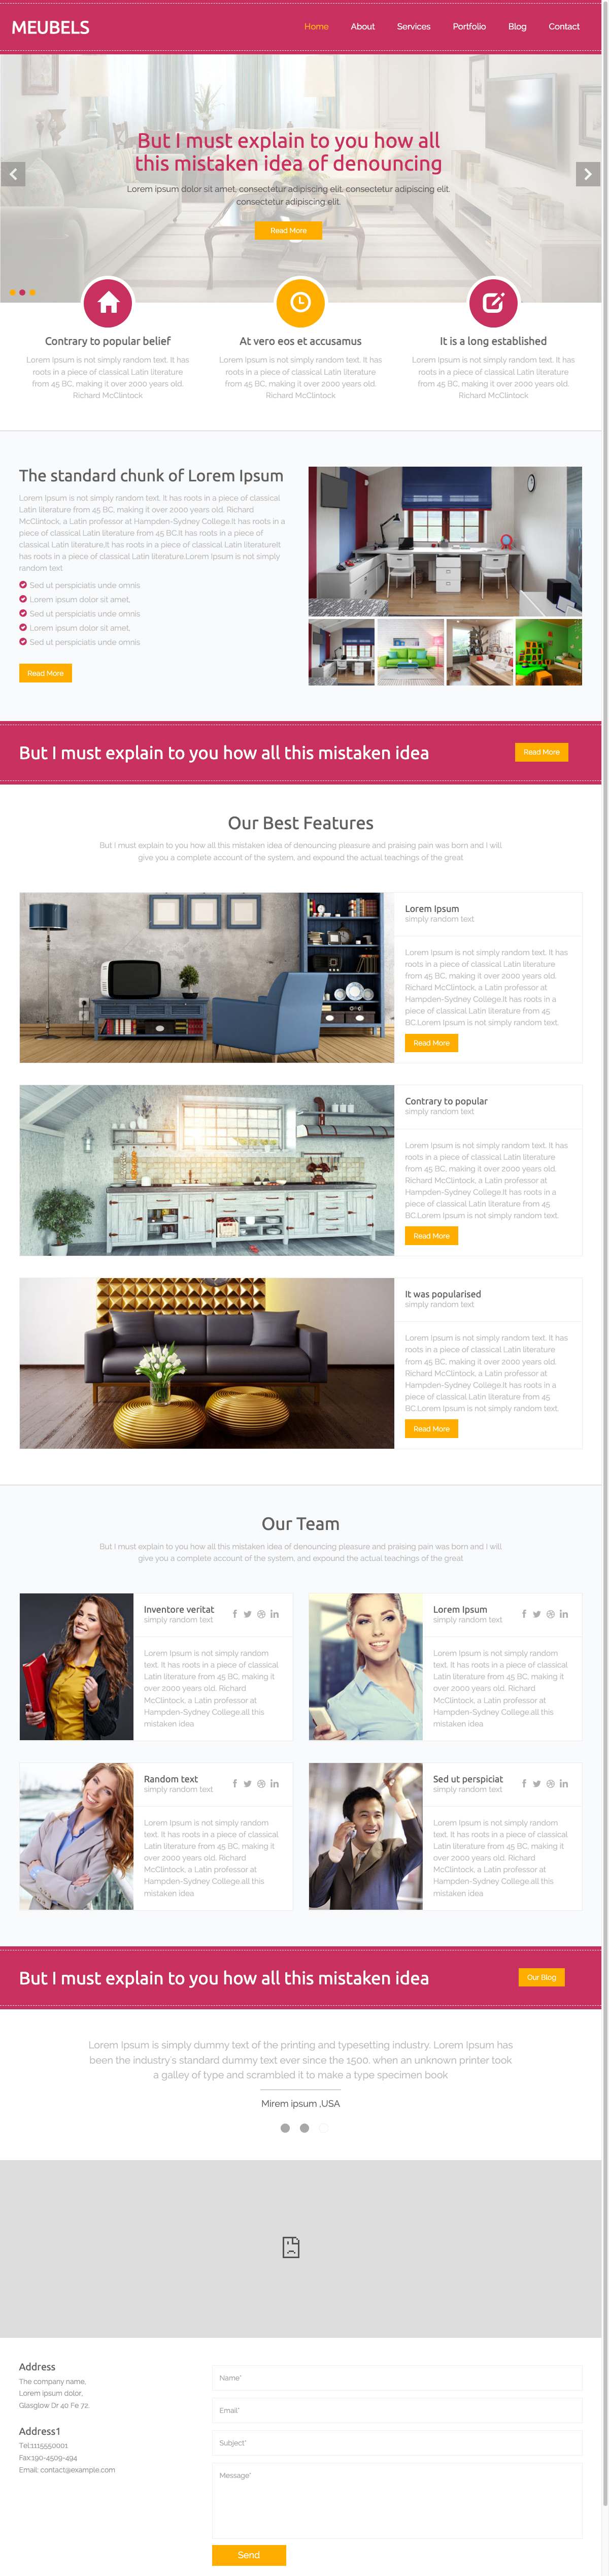 MEUBELS
Home About Services Portfolio Blog Contact
But I must explain to you how all
this mistaken idea of denouncing
Lorem ipsum dolor sit amet, consectetur adipiscing elit. consectetur adipiscing elit.
consectetur adipiscing elit.
Read More
Contrary to popular belief
Lorem Ipsum is not simply random text. It has
roots in a piece of classical Latin literature
from 45 BC, making it over 2000 years old.
Richard McClintock
At vero eos et accusamus
Lorem Ipsum is not simply random text. It has
roots in a piece of classical Latin literature
from 45 BC, making it over 2000 years old.
Richard McClintock
It is a long established
Lorem Ipsum is not simply random text. It has
roots in a piece of classical Latin literature
from 45 BC, making it over 2000 years old.
Richard McClintock
The standard chunk of Lorem Ipsum
Lorem Ipsum is not simply random text. It has roots in a piece of classical
Latin literature from 45 BC, making it over 2000 years old. Richard
McClintock, a Latin professor at Hampden-Sydney College.It has roots in a
piece of classical Latin literature from 45 BC.It has roots in a piece of
classical Latin literature.It has roots in a piece of classical Latin literatureIt
has roots in a piece of classical Latin literature.Lorem Ipsum is not simply
random text
Sed ut perspiciatis unde omnis
Lorem ipsum dolor sit amet,
Sed ut perspiciatis unde omnis
Lorem ipsum dolor sit amet,
Sed ut perspiciatis unde omnis
Read More
But I must explain to you how all this mistaken idea
Read More
Our Best Features
But I must explain to you how all this mistaken idea of denouncing pleasure and praising pain was born and I will
give you a complete account of the system, and expound the actual teachings of the great
Lorem Ipsum
simply random text
Lorem Ipsum is not simply random text. It has
roots in a piece of classical Latin literature
from 45 BC, making it over 2000 years old.
Richard McClintock, a Latin professor at
Hampden-Sydney College.It has roots in a
piece of classical Latin literature from 45
BC.Lorem Ipsum is not simply random text.
Read More
Contrary to popular
simply random text
Lorem Ipsum is not simply random text. It has
roots in a piece of classical Latin literature
from 45 BC, making it over 2000 years old.
Richard McClintock, a Latin professor at
Hampden-Sydney College.It has roots in a
piece of classical Latin literature from 45
BC.Lorem Ipsum is not simply random text.
Read More
It was popularised
simply random text
Lorem Ipsum is not simply random text. It has
roots in a piece of classical Latin literature
from 45 BC, making it over 2000 years old.
Richard McClintock, a Latin professor at
Hampden-Sydney College.It has roots in a
piece of classical Latin literature from 45
BC.Lorem Ipsum is not simply random text.
Read More
Our Team
But I must explain to you how all this mistaken idea of denouncing pleasure and praising pain was born and I will
give you a complete account of the system, and expound the actual teachings of the great
Inventore veritat
simply random text
Lorem Ipsum is not simply random
text. It has roots in a piece of classical
Latin literature from 45 BC, making it
over 2000 years old. Richard
McClintock, a Latin professor at
Hampden-Sydney College.all this
mistaken idea
Lorem Ipsum
simply random text
Lorem Ipsum is not simply random
text. It has roots in a piece of classical
Latin literature from 45 BC, making it
over 2000 years old. Richard
McClintock, a Latin professor at
Hampden-Sydney College.all this
mistaken idea
Random text
simply random text
Lorem Ipsum is not simply random
text. It has roots in a piece of classical
Latin literature from 45 BC, making it
over 2000 years old. Richard
McClintock, a Latin professor at
Hampden-Sydney College.all this
mistaken idea
Sed ut perspiciat
simply random text
Lorem Ipsum is not simply random
text. It has roots in a piece of classical
Latin literature from 45 BC, making it
over 2000 years old. Richard
McClintock, a Latin professor at
Hampden-Sydney College.all this
mistaken idea
But I must explain to you how all this mistaken idea
Our Blog
Lorem Ipsum is simply dummy text of the printing and typesetting industry. Lorem Ipsum has
been the industry's standard dummy text ever since the 1500, when an unknown printer took
a galley of type and scrambled it to make a type specimen book
Mirem ipsum ,USA
Address
The company name,
Lorem ipsum dolor,
Glasglow Dr 40 Fe 72.
Address1
Tel:1115550001
Fax:190-4509-494
Email: contact@example.com
Name*
Email*
Subject*
Message*
Send